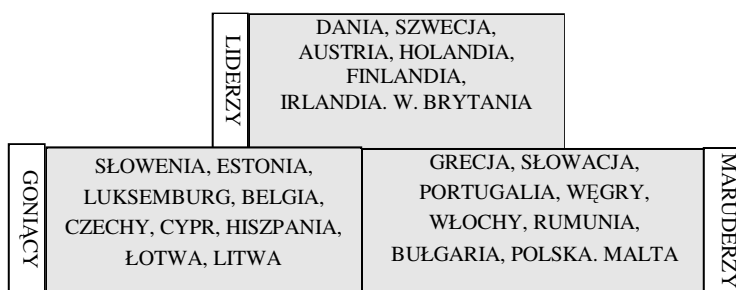 LIDERZY
DANIA, SZWECJA,
AUSTRIA, HOLANDIA,
FINLANDIA,
IRLANDIA. W. BRYTANIA
GONIĄCY
SŁOWENIA, ESTONIA,
LUKSEMBURG, BELGIA,
CZECHY, CYPR, HISZPANIA,
ŁOTWA, LITWA
GRECJA, SŁOWACJA,
PORTUGALIA, WĘGRY,
WŁOCHY, RUMUNIA,
BUŁGARIA, POLSKA. MALTA
MARUDERZY